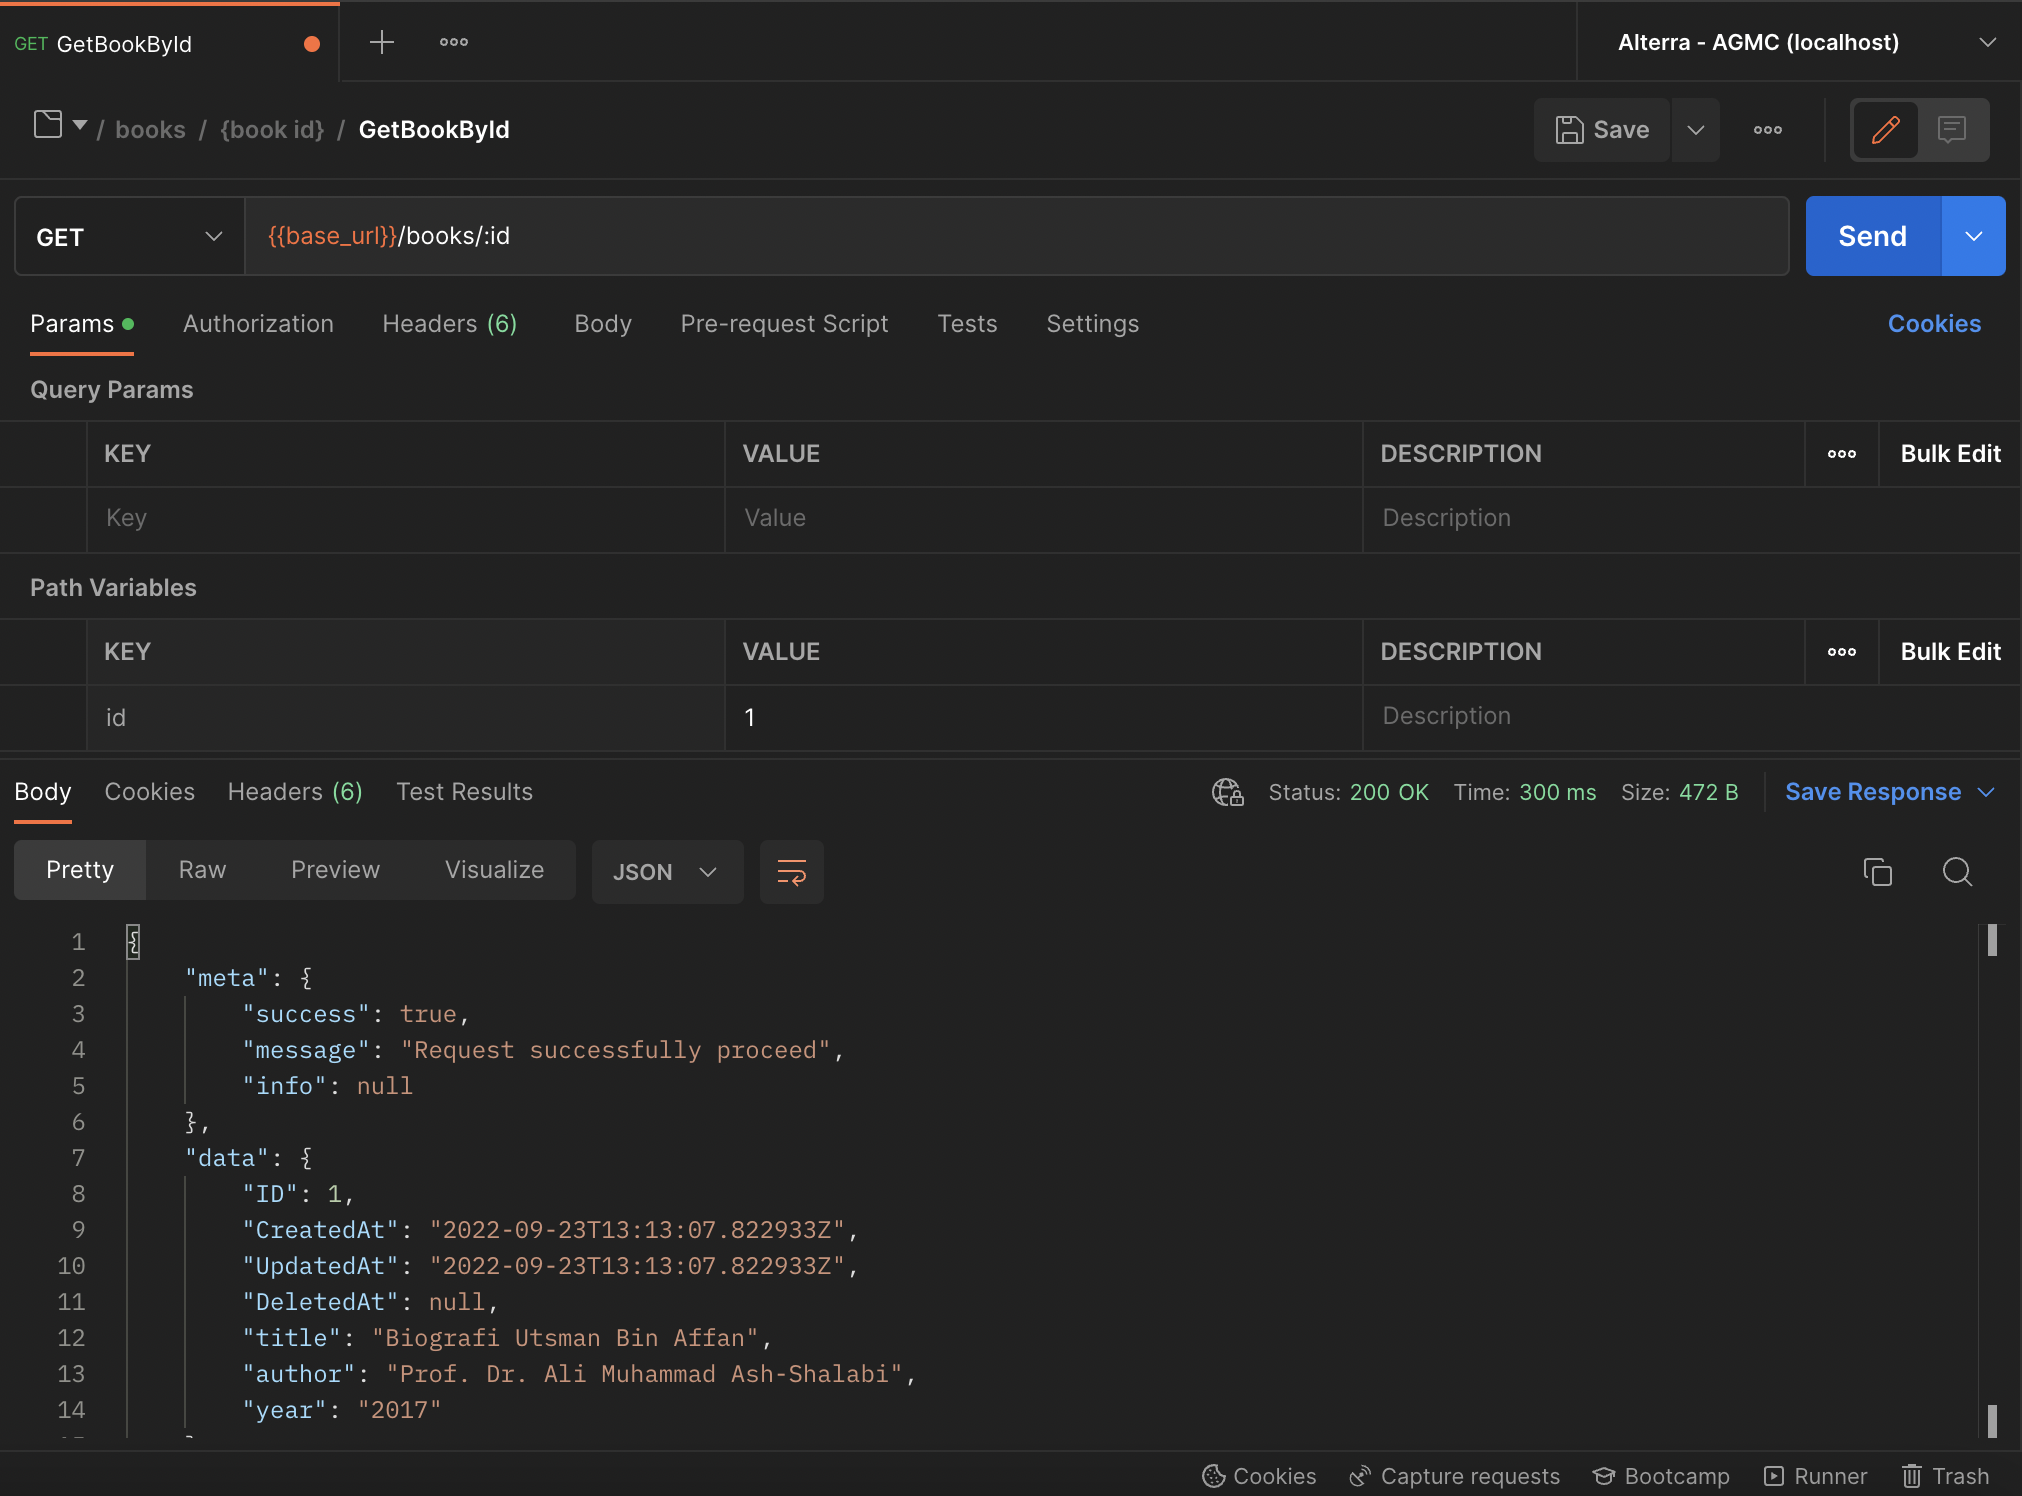 GET GetBookById
Alterra - AGMC (localhost)
/ books / {book id} / GetBookById
Save
GET {{base_url}}/books/:id Send
Params Authorization Headers (6) Body Pre-request Script Tests Settings Cookies
Query Params
KEY VALUE DESCRIPTION Bulk Edit
Key Value Description
Path Variables
KEY VALUE DESCRIPTION Bulk Edit
id 1 Description
Body Cookies Headers (6) Test Results Status: 200 OK Time: 300 ms Size: 472 B Save Response
Pretty Raw Preview Visualize JSON
1 {
2 "meta": {
3 "success": true,
4 "message": "Request successfully proceed",
5 "info": null
6 },
7 "data": {
8 "ID": 1,
9 "CreatedAt": "2022-09-23T13:13:07.822933Z",
10 "UpdatedAt": "2022-09-23T13:13:07.822933Z",
11 "DeletedAt": null,
12 "title": "Biografi Utsman Bin Affan",
13 "author": "Prof. Dr. Ali Muhammad Ash-Shalabi",
14 "year": "2017"
Cookies Capture requests Bootcamp Runner Trash